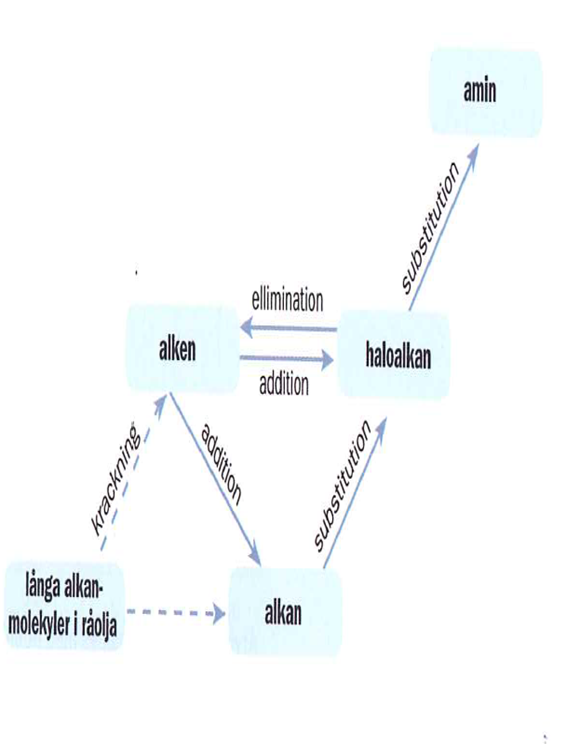 amin
substitution
ellimination
alken
haloalkan
addition
krackning
addition
substitution
långa alkan-
molekyler i råolja
alkan